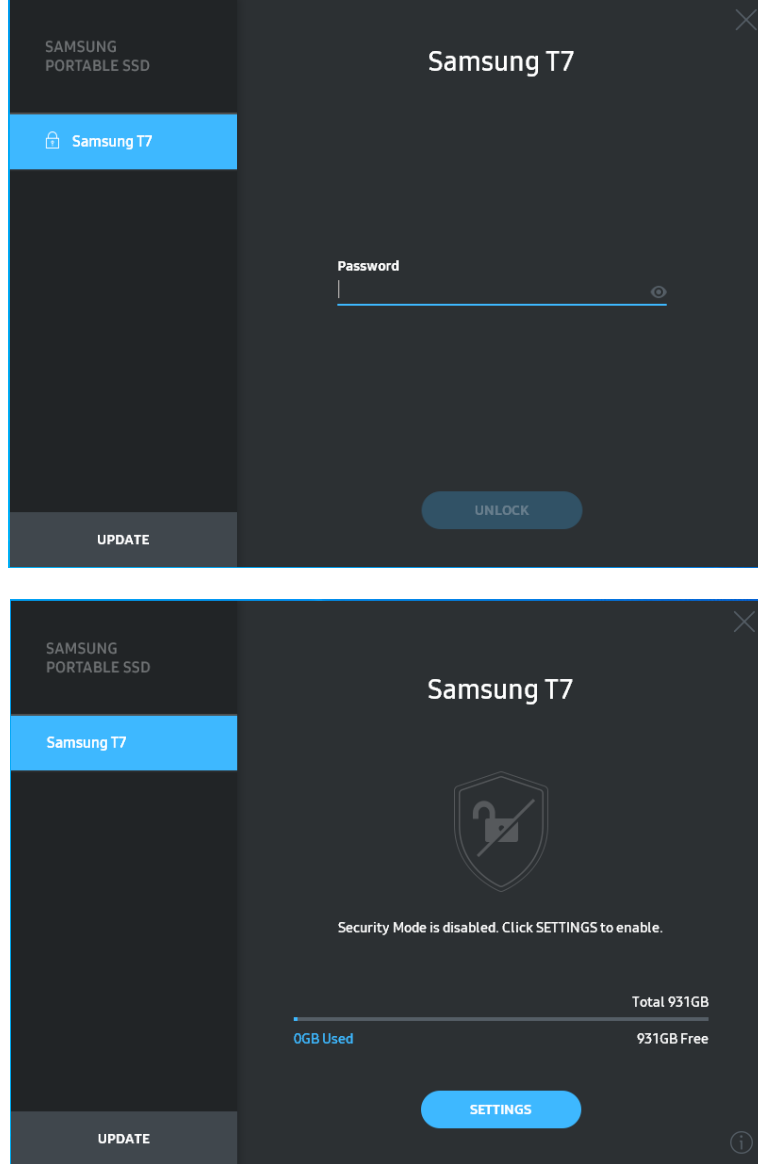 SAMSUNG
PORTABLE SSD
Samsung T7
Samsung T7
Password
UNLOCK
UPDATE
SAMSUNG
PORTABLE SSD
Samsung T7
Samsung T7
Security Mode is disabled. Click SETTINGS to enable.
Total 931GB
0GB Used
931GB Free
SETTINGS
UPDATE